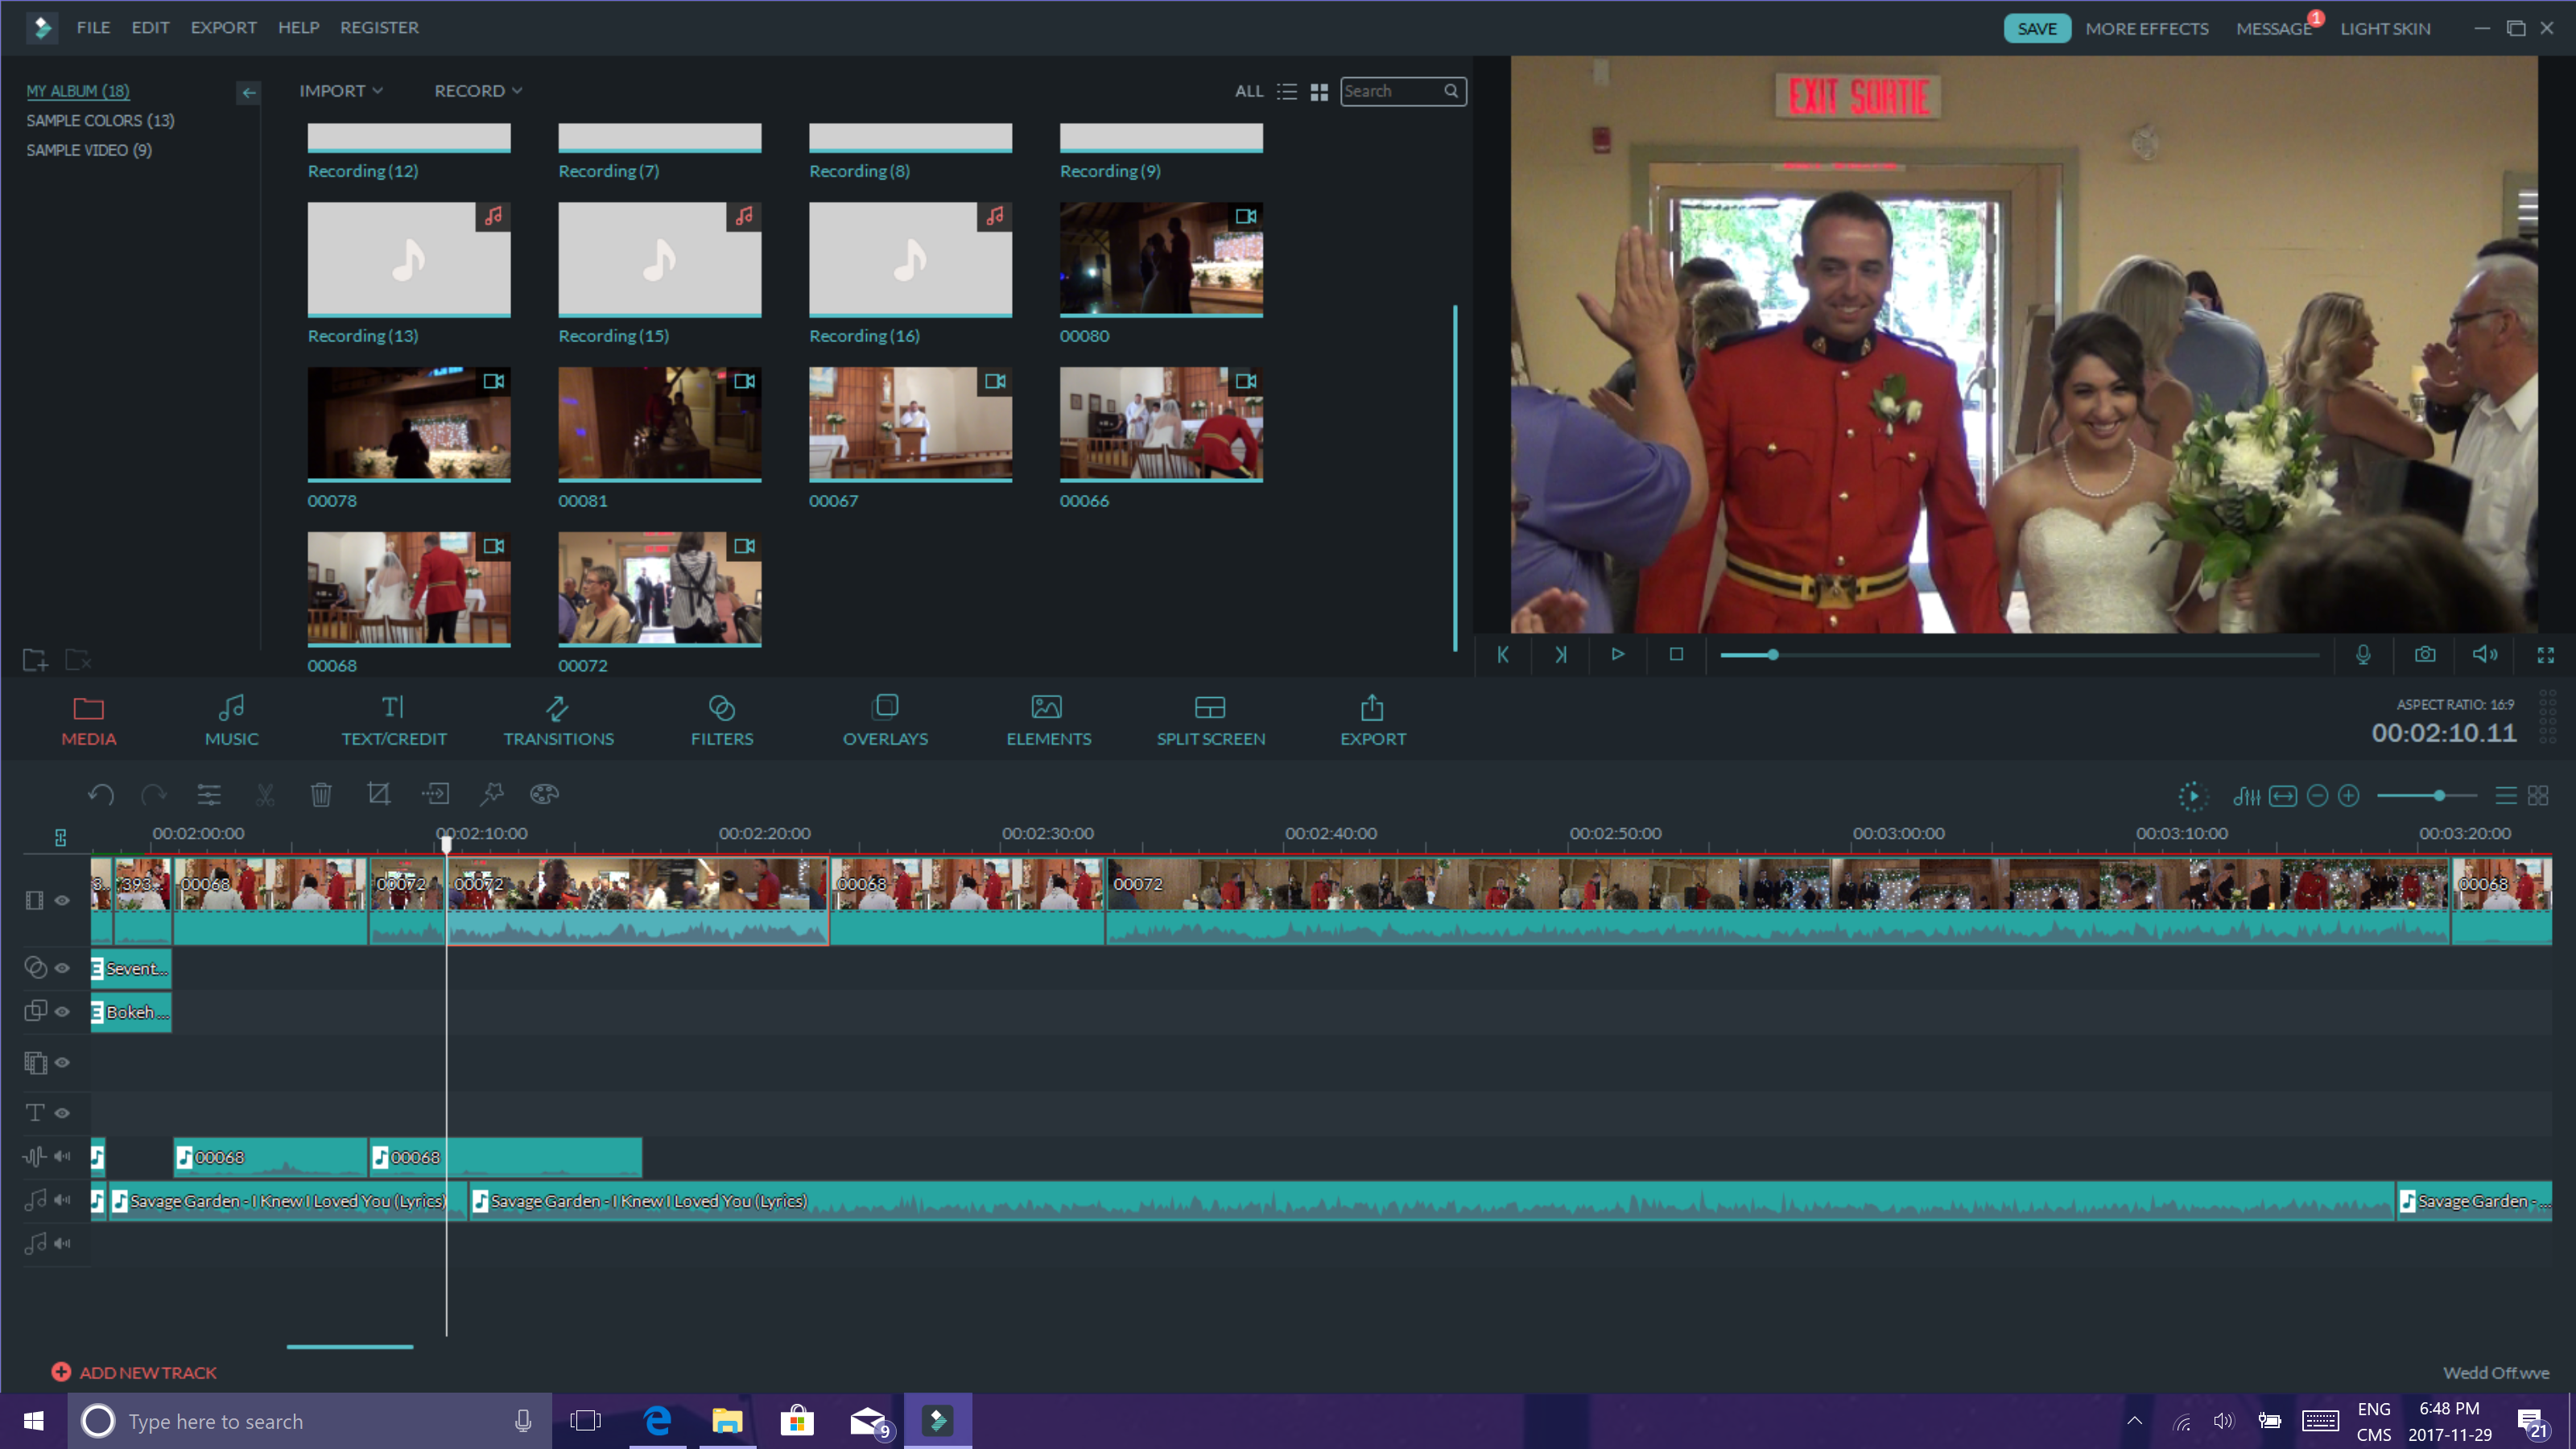 FILE EDIT EXPORT HELP REGISTER
SAVE MORE EFFECTS MESSAGE 1 LIGHT SKIN
MY ALBUM (18)
SAMPLE COLORS (13)
SAMPLE VIDEO (9)
IMPORT RECORD ALL Search
Recording (12) Recording (7) Recording (8) Recording (9)
Recording (13) Recording (15) Recording (16) 00080
00078 00081 00067 00066
00068 00072
EXIT SORTIE
MEDIA MUSIC TEXT/CREDIT TRANSITIONS FILTERS OVERLAYS ELEMENTS SPLIT SCREEN EXPORT
ASPECT RATIO: 16:9
00:02:10.11
00:02:00:00 00:02:10:00 00:02:20:00 00:02:30:00 00:02:40:00 00:02:50:00 00:03:00:00 00:03:10:00 00:03:20:00
3... 393... 00068 00072 00072 00068 00072 00068
Sevent...
Bokeh ...
00068 00068
Savage Garden - I Knew I Loved You (Lyrics) Savage Garden - I Knew I Loved You (Lyrics) Savage Garden - ...
ADD NEW TRACK
Wedd Off.wve
Type here to search
9
ENG
CMS
6:48 PM
2017-11-29
21